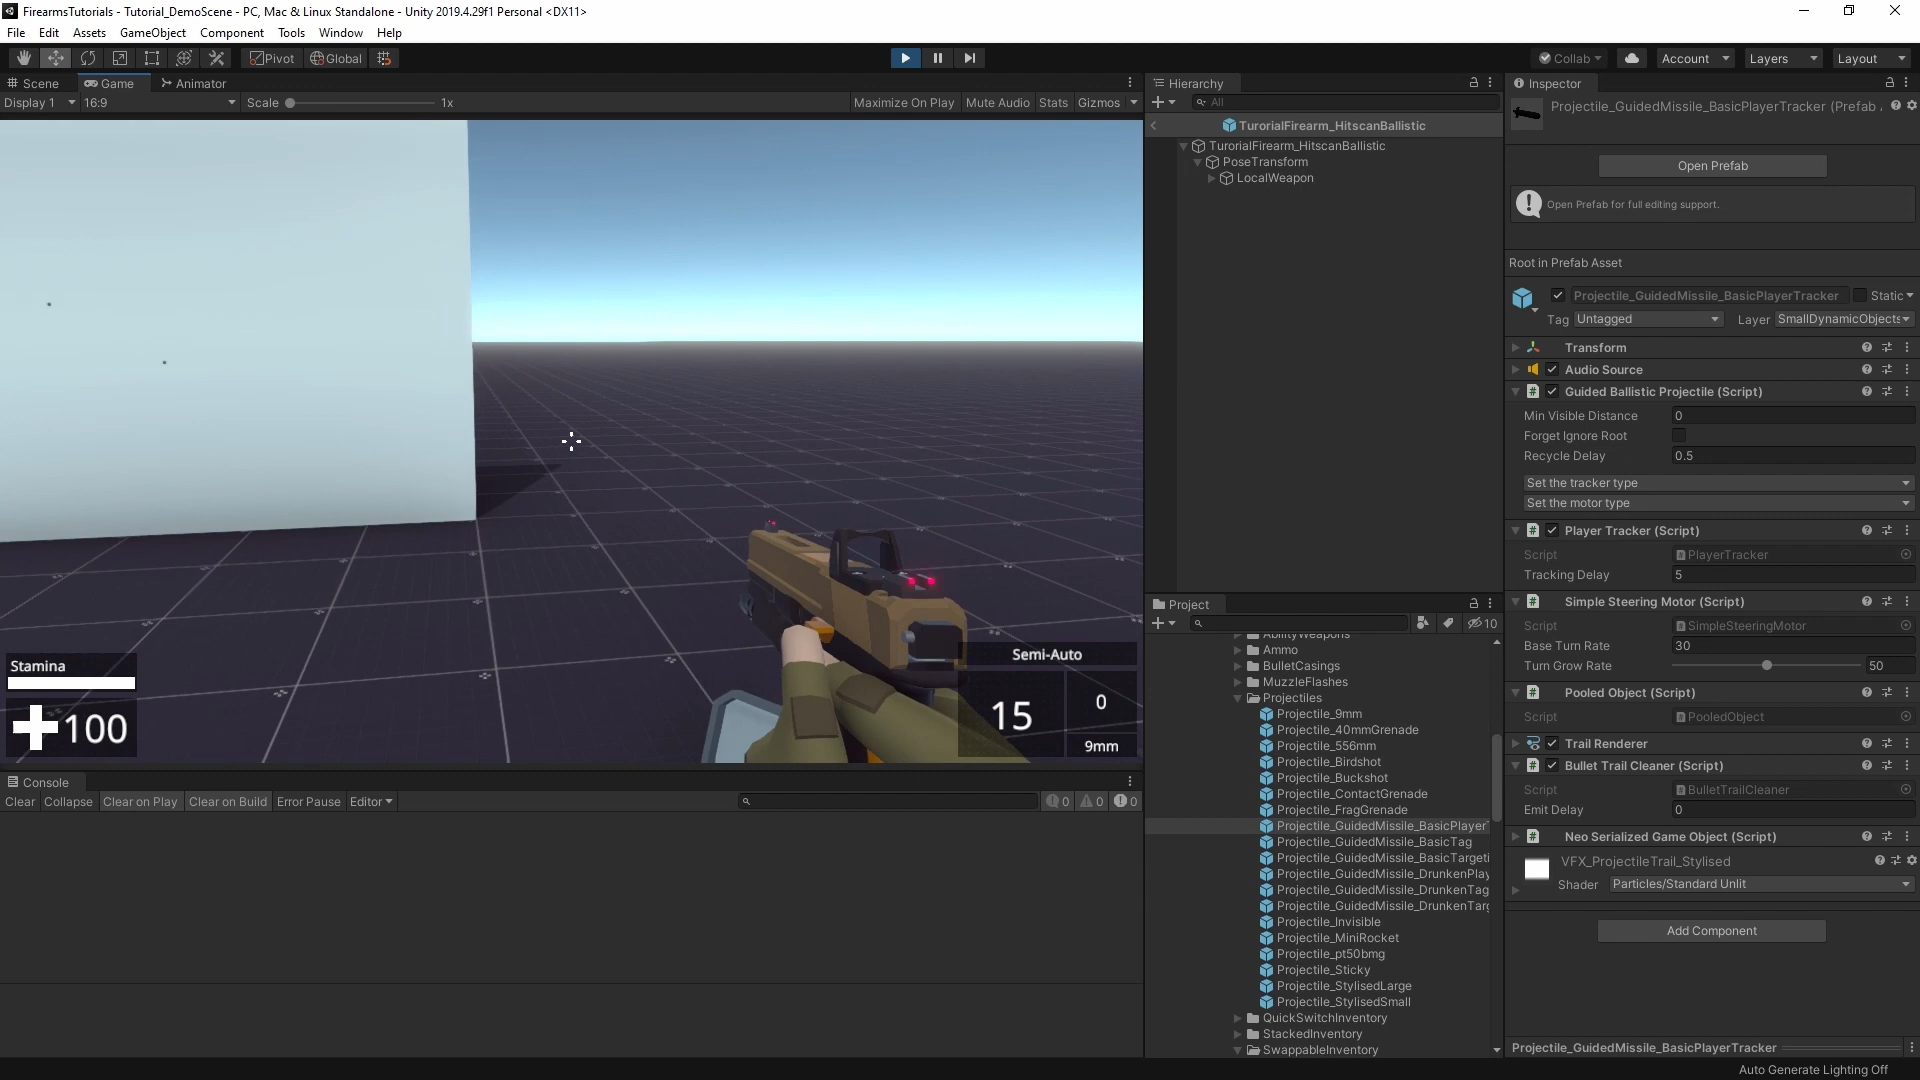 FirearmsTutorials - Tutorial_DemoScene - PC, Mac & Linux Standalone - Unity 2019.4.29f1 Personal <DX11>
File Edit Assets GameObject Component Tools Window Help
Pivot Global Collab Account Layers Layout
Scene Game Animator
Display 1 16:9 Scale 1x Maximize On Play Mute Audio Stats Gizmos
Stamina
100
Semi-Auto
15
0
9mm
Console
Clear Collapse Clear on Play Clear on Build Error Pause Editor 0 0 0
Hierarchy
All
TurorialFirearm_HitscanBallistic
TurorialFirearm_HitscanBallistic
PoseTransform
LocalWeapon
Project
10
AbilityWeapons
Ammo
BulletCasings
MuzzleFlashes
Projectiles
Projectile_9mm
Projectile_40mmGrenade
Projectile_556mm
Projectile_Birdshot
Projectile_Buckshot
Projectile_ContactGrenade
Projectile_FragGrenade
Projectile_GuidedMissile_BasicPlayer
Projectile_GuidedMissile_BasicTag
Projectile_GuidedMissile_BasicTargeti
Projectile_GuidedMissile_DrunkenPlay
Projectile_GuidedMissile_DrunkenTag
Projectile_GuidedMissile_DrunkenTarg
Projectile_Invisible
Projectile_MiniRocket
Projectile_pt50bmg
Projectile_Sticky
Projectile_StylisedLarge
Projectile_StylisedSmall
QuickSwitchInventory
StackedInventory
SwappableInventory
Inspector
Projectile_GuidedMissile_BasicPlayerTracker (Prefab
Open Prefab
Open Prefab for full editing support.
Root in Prefab Asset
Projectile_GuidedMissile_BasicPlayerTracker Static
Tag Untagged Layer SmallDynamicObjects
Transform
Audio Source
Guided Ballistic Projectile (Script)
Min Visible Distance 0
Forget Ignore Root
Recycle Delay 0.5
Set the tracker type
Set the motor type
Player Tracker (Script)
Script PlayerTracker
Tracking Delay 5
Simple Steering Motor (Script)
Script SimpleSteeringMotor
Base Turn Rate 30
Turn Grow Rate 50
Pooled Object (Script)
Script PooledObject
Trail Renderer
Bullet Trail Cleaner (Script)
Script BulletTrailCleaner
Emit Delay 0
Neo Serialized Game Object (Script)
VFX_ProjectileTrail_Stylised
Shader Particles/Standard Unlit
Add Component
Projectile_GuidedMissile_BasicPlayerTracker
Auto Generate Lighting Off